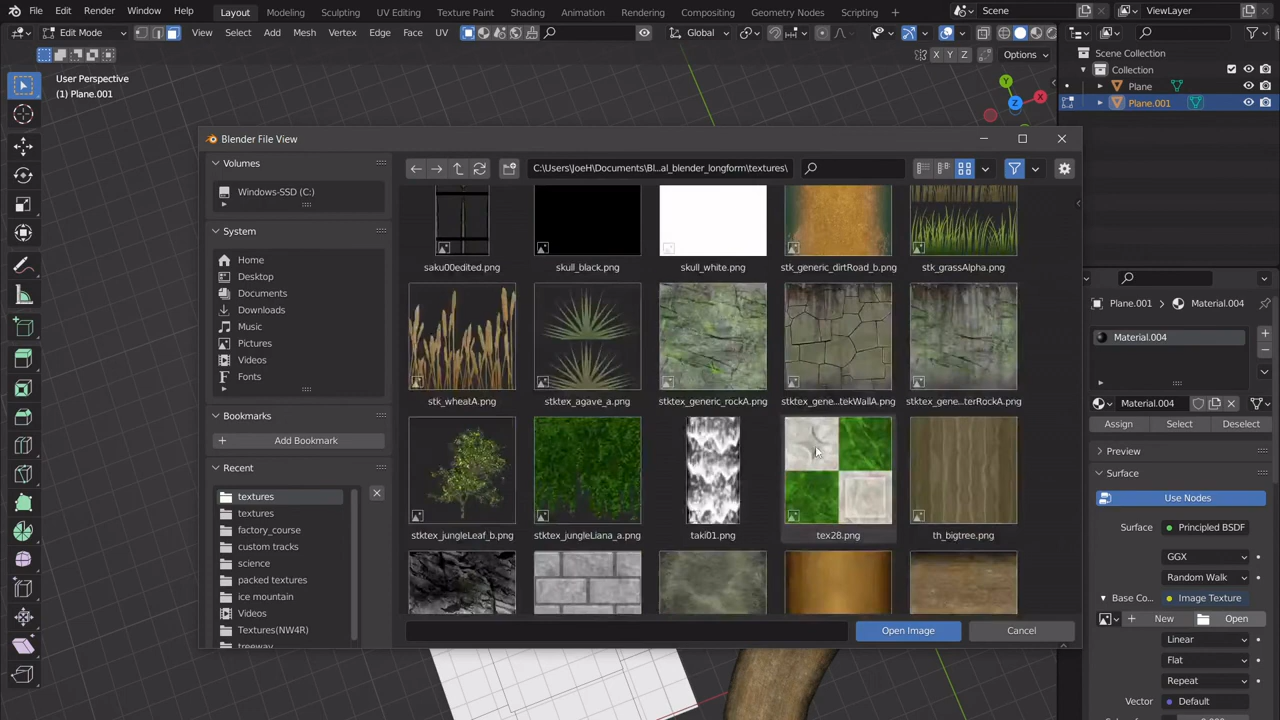 File Edit Render Window Help Layout Modeling Sculpting UV Editing Texture Paint Shading Animation Rendering Compositing Geometry Nodes Scripting + Scene ViewLayer
Edit Mode View Select Add Mesh Vertex Edge Face UV Global
X Y Z Options
User Perspective
(1) Plane.001
Scene Collection
Collection
Plane
Plane.001
Y
Z
X
Blender File View
Volumes
Windows-SSD (C:)
System
Home
Desktop
Documents
Downloads
Music
Pictures
Videos
Fonts
Bookmarks
Add Bookmark
Recent
textures
textures
factory_course
custom tracks
science
packed textures
ice mountain
Videos
Textures(NW4R)
treeway
C:\Users\JoeH\Documents\Bl...al_blender_longform\textures\
saku00edited.png skull_black.png skull_white.png stk_generic_dirtRoad_b.png stk_grassAlpha.png
stk_wheatA.png stktex_agave_a.png stktex_generic_rockA.png stktex_gene...tekWallA.png stktex_gene...terRockA.png
stktex_jungleLeaf_b.png stktex_jungleLiana_a.png taki01.png tex28.png th_bigtree.png
Open Image Cancel
Plane.001 Material.004
Material.004
Material.004
Assign Select Deselect
Preview
Surface
Use Nodes
Surface Principled BSDF
GGX
Random Walk
Base Co... Image Texture
New Open
Linear
Flat
Repeat
Vector Default